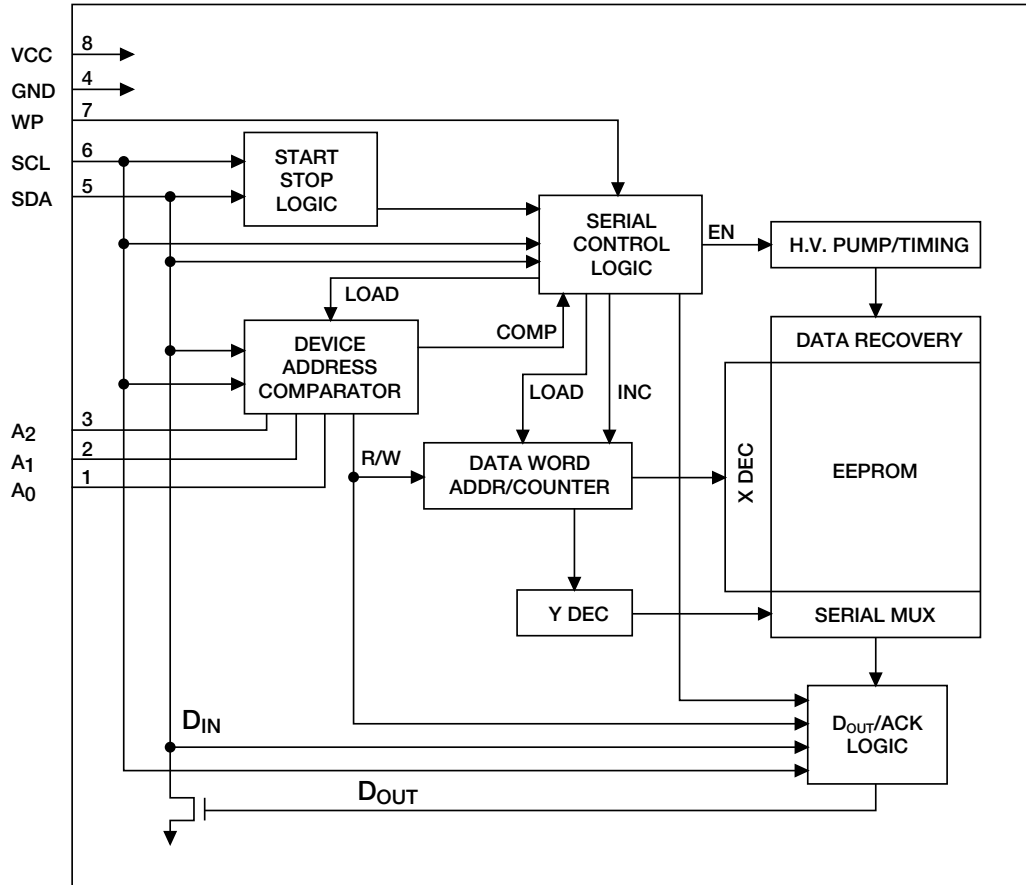 VCC 8
GND 4
WP 7
SCL 6
SDA 5
START
STOP
LOGIC
SERIAL
CONTROL
LOGIC
EN
H.V. PUMP/TIMING
LOAD
COMP
DEVICE
ADDRESS
COMPARATOR
DATA RECOVERY
LOAD
INC
A2 3
A1 2
A0 1
R/W
DATA WORD
ADDR/COUNTER
X DEC
EEPROM
Y DEC
SERIAL MUX
DIN
DOUT/ACK
LOGIC
DOUT